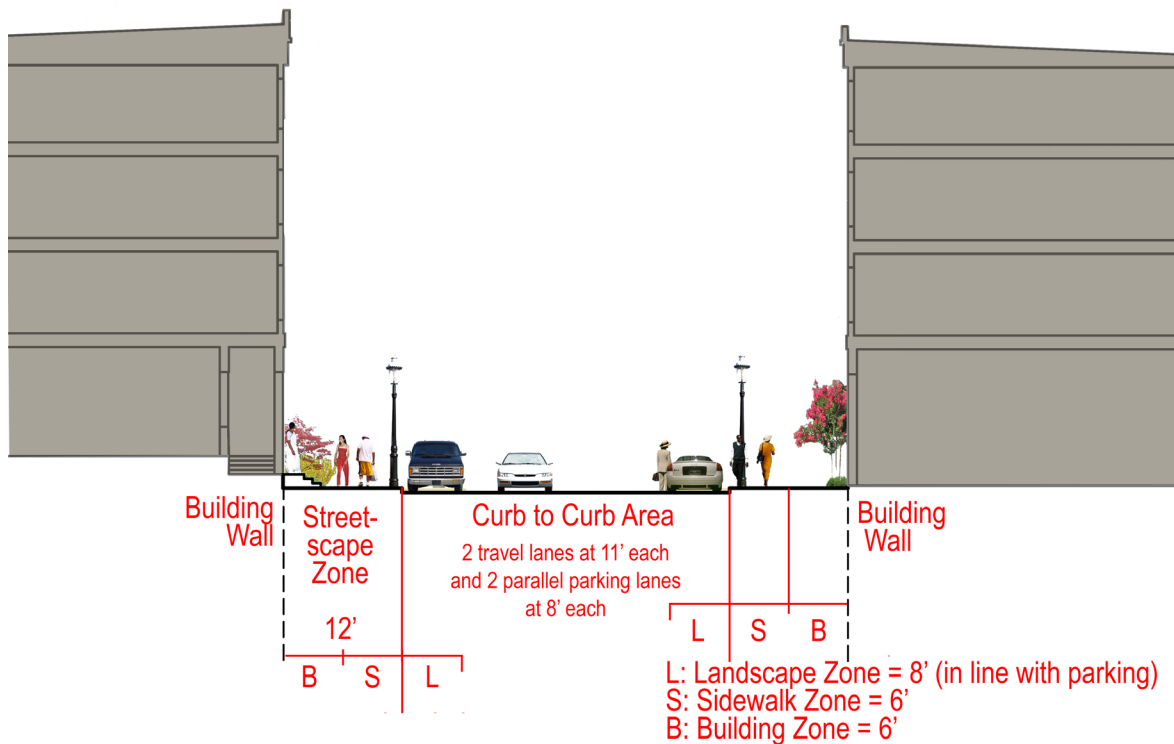 Building
Wall
Street-
scape
Zone
12’
B
S
L
Curb to Curb Area
2 travel lanes at 11’ each
and 2 parallel parking lanes
at 8’ each
Building
Wall
L
S
B
L: Landscape Zone = 8’ (in line with parking)
S: Sidewalk Zone = 6’
B: Building Zone = 6’